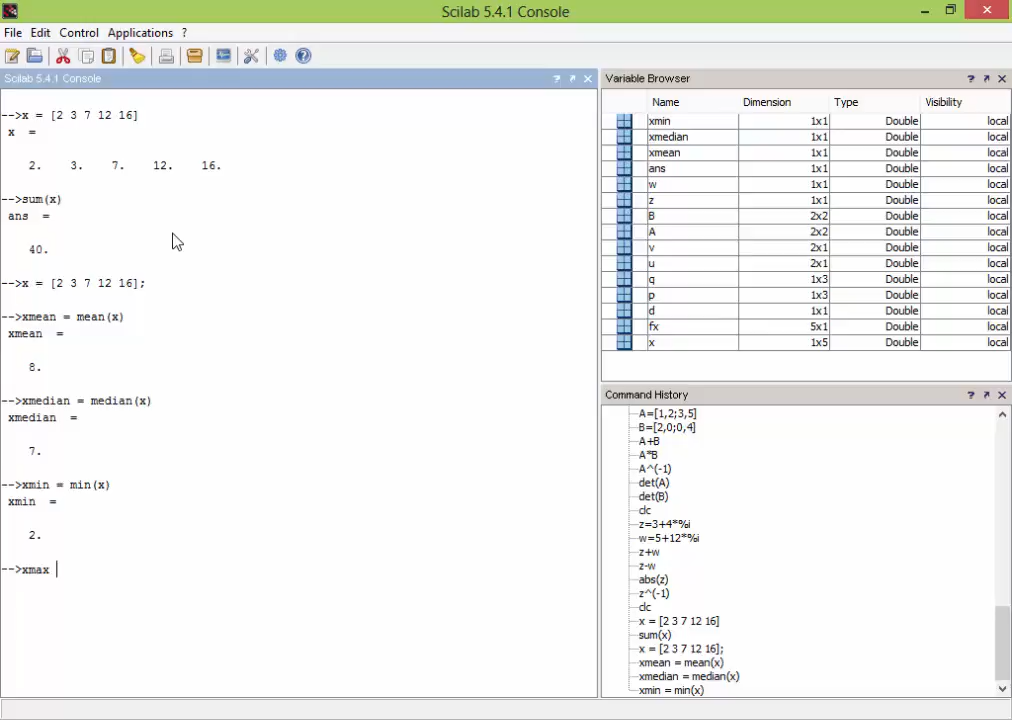 Scilab 5.4.1 Console
File Edit Control Applications ?
Scilab 5.4.1 Console ? ↗ ×
-->x = [2 3 7 12 16]
x =
2. 3. 7. 12. 16.
-->sum(x)
ans =
40.
-->x = [2 3 7 12 16];
-->xmean = mean(x)
xmean =
8.
-->xmedian = median(x)
xmedian =
7.
-->xmin = min(x)
xmin =
2.
-->xmax
Variable Browser ? ↗ ×
Name Dimension Type Visibility
xmin 1x1 Double local
xmedian 1x1 Double local
xmean 1x1 Double local
ans 1x1 Double local
w 1x1 Double local
z 1x1 Double local
B 2x2 Double local
A 2x2 Double local
v 2x1 Double local
u 2x1 Double local
q 1x3 Double local
p 1x3 Double local
d 1x1 Double local
fx 5x1 Double local
x 1x5 Double local
Command History ? ↗ ×
A=[1,2;3,5]
B=[2,0;0,4]
A+B
A*B
A^(-1)
det(A)
det(B)
clc
z=3+4*%i
w=5+12*%i
z+w
z-w
abs(z)
z^(-1)
clc
x = [2 3 7 12 16]
sum(x)
x = [2 3 7 12 16];
xmean = mean(x)
xmedian = median(x)
xmin = min(x)